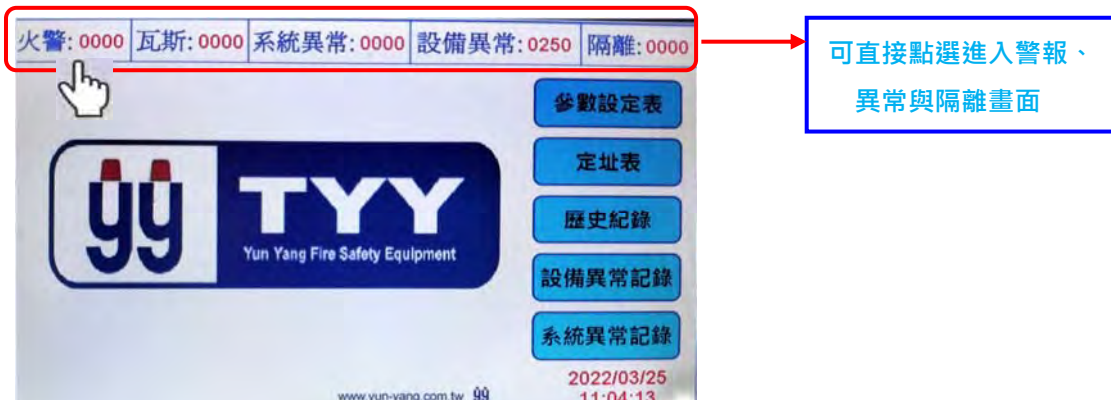 火警:0000 瓦斯:0000 系統異常:0000 設備異常:0250 隔離:0000
可直接點選進入警報、
異常與隔離畫面
參數設定表
定址表
歷史紀錄
設備異常記錄
系統異常記錄
yy TYY
Yun Yang Fire Safety Equipment
2022/03/25
11:04:13
www.yun-yang.com.tw yy